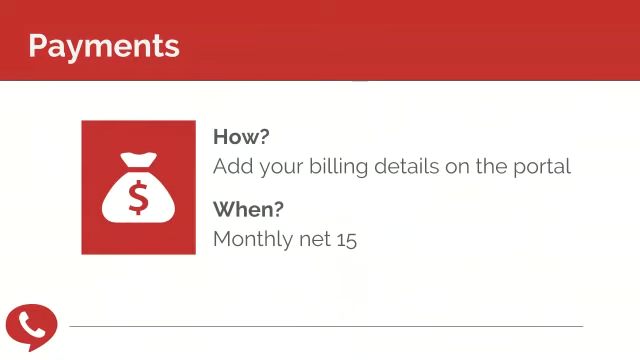 Payments
How?
Add your billing details on the portal
When?
Monthly net 15
$